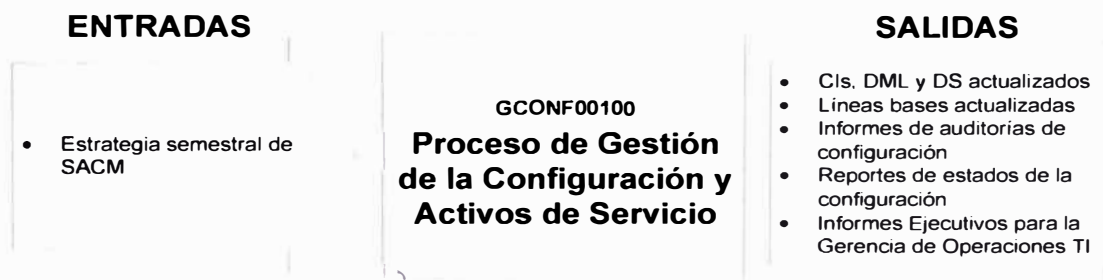 ENTRADAS
• Estrategia semestral de
SACM
GCONF00100
Proceso de Gestión
de la Configuración y
Activos de Servicio
SALIDAS
• CIs, DML y DS actualizados
• Líneas bases actualizadas
• Informes de auditorías de
configuración
• Reportes de estados de la
configuración
• Informes Ejecutivos para la
Gerencia de Operaciones TI